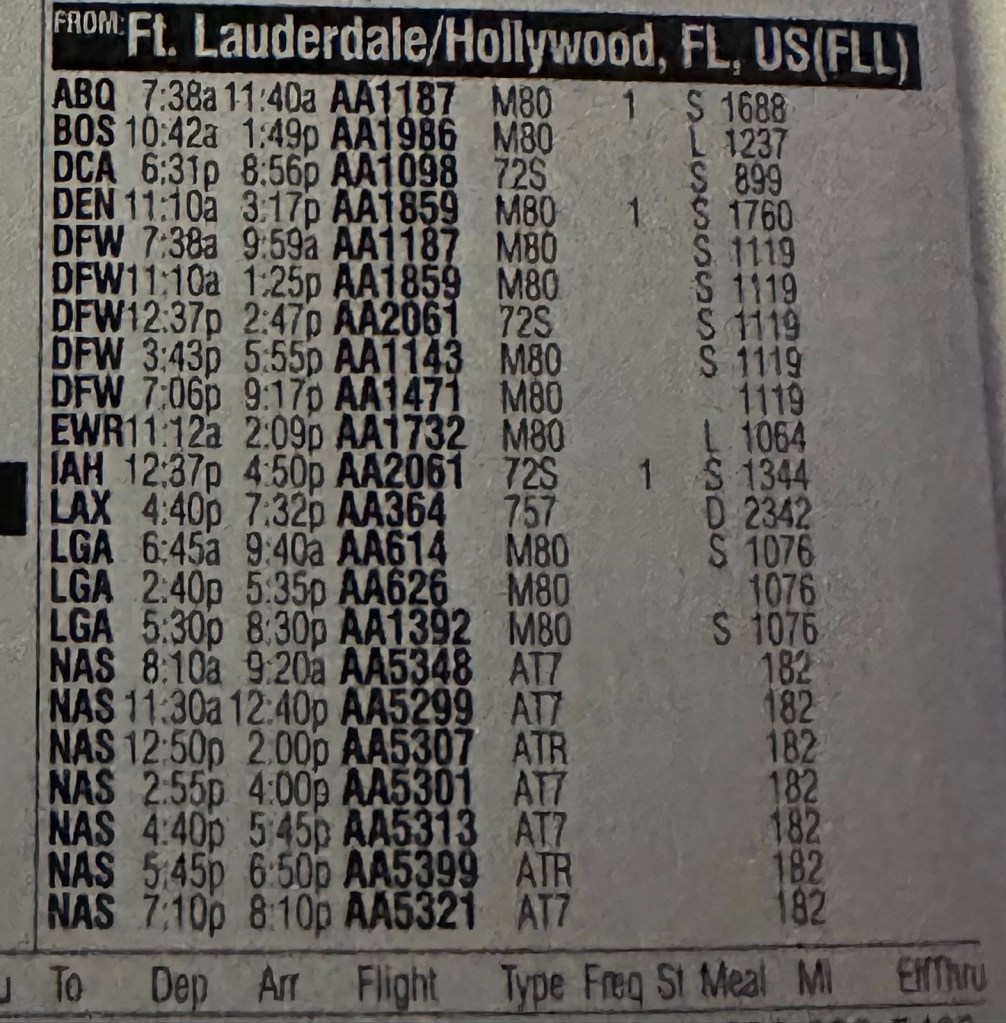 FROM: Ft. Lauderdale/Hollywood, FL, US(FLL)
ABQ 7:38a 11:40a AA1187 M80 1 S 1688
BOS 10:42a 1:49p AA1986 M80 L 1237
DCA 6:31p 8:56p AA1098 72S S 899
DEN 11:10a 3:17p AA1859 M80 1 S 1760
DFW 7:38a 9:59a AA1187 M80 S 1119
DFW 11:10a 1:25p AA1859 M80 S 1119
DFW 12:37p 2:47p AA2061 72S S 1119
DFW 3:43p 5:55p AA1143 M80 S 1119
DFW 7:06p 9:17p AA1471 M80 1119
EWR 11:12a 2:09p AA1732 M80 L 1064
IAH 12:37p 4:50p AA2061 72S 1 S 1344
LAX 4:40p 7:32p AA364 757 D 2342
LGA 6:45a 9:40a AA614 M80 S 1076
LGA 2:40p 5:35p AA626 M80 1076
LGA 5:30p 8:30p AA1392 M80 S 1076
NAS 8:10a 9:20a AA5348 AT7 182
NAS 11:30a 12:40p AA5299 AT7 182
NAS 12:50p 2:00p AA5307 ATR 182
NAS 2:55p 4:00p AA5301 AT7 182
NAS 4:40p 5:45p AA5313 AT7 182
NAS 5:45p 6:50p AA5399 ATR 182
NAS 7:10p 8:10p AA5321 AT7 182
To Dep Arr Flight Type Freq St Meal MI Eff/Thru